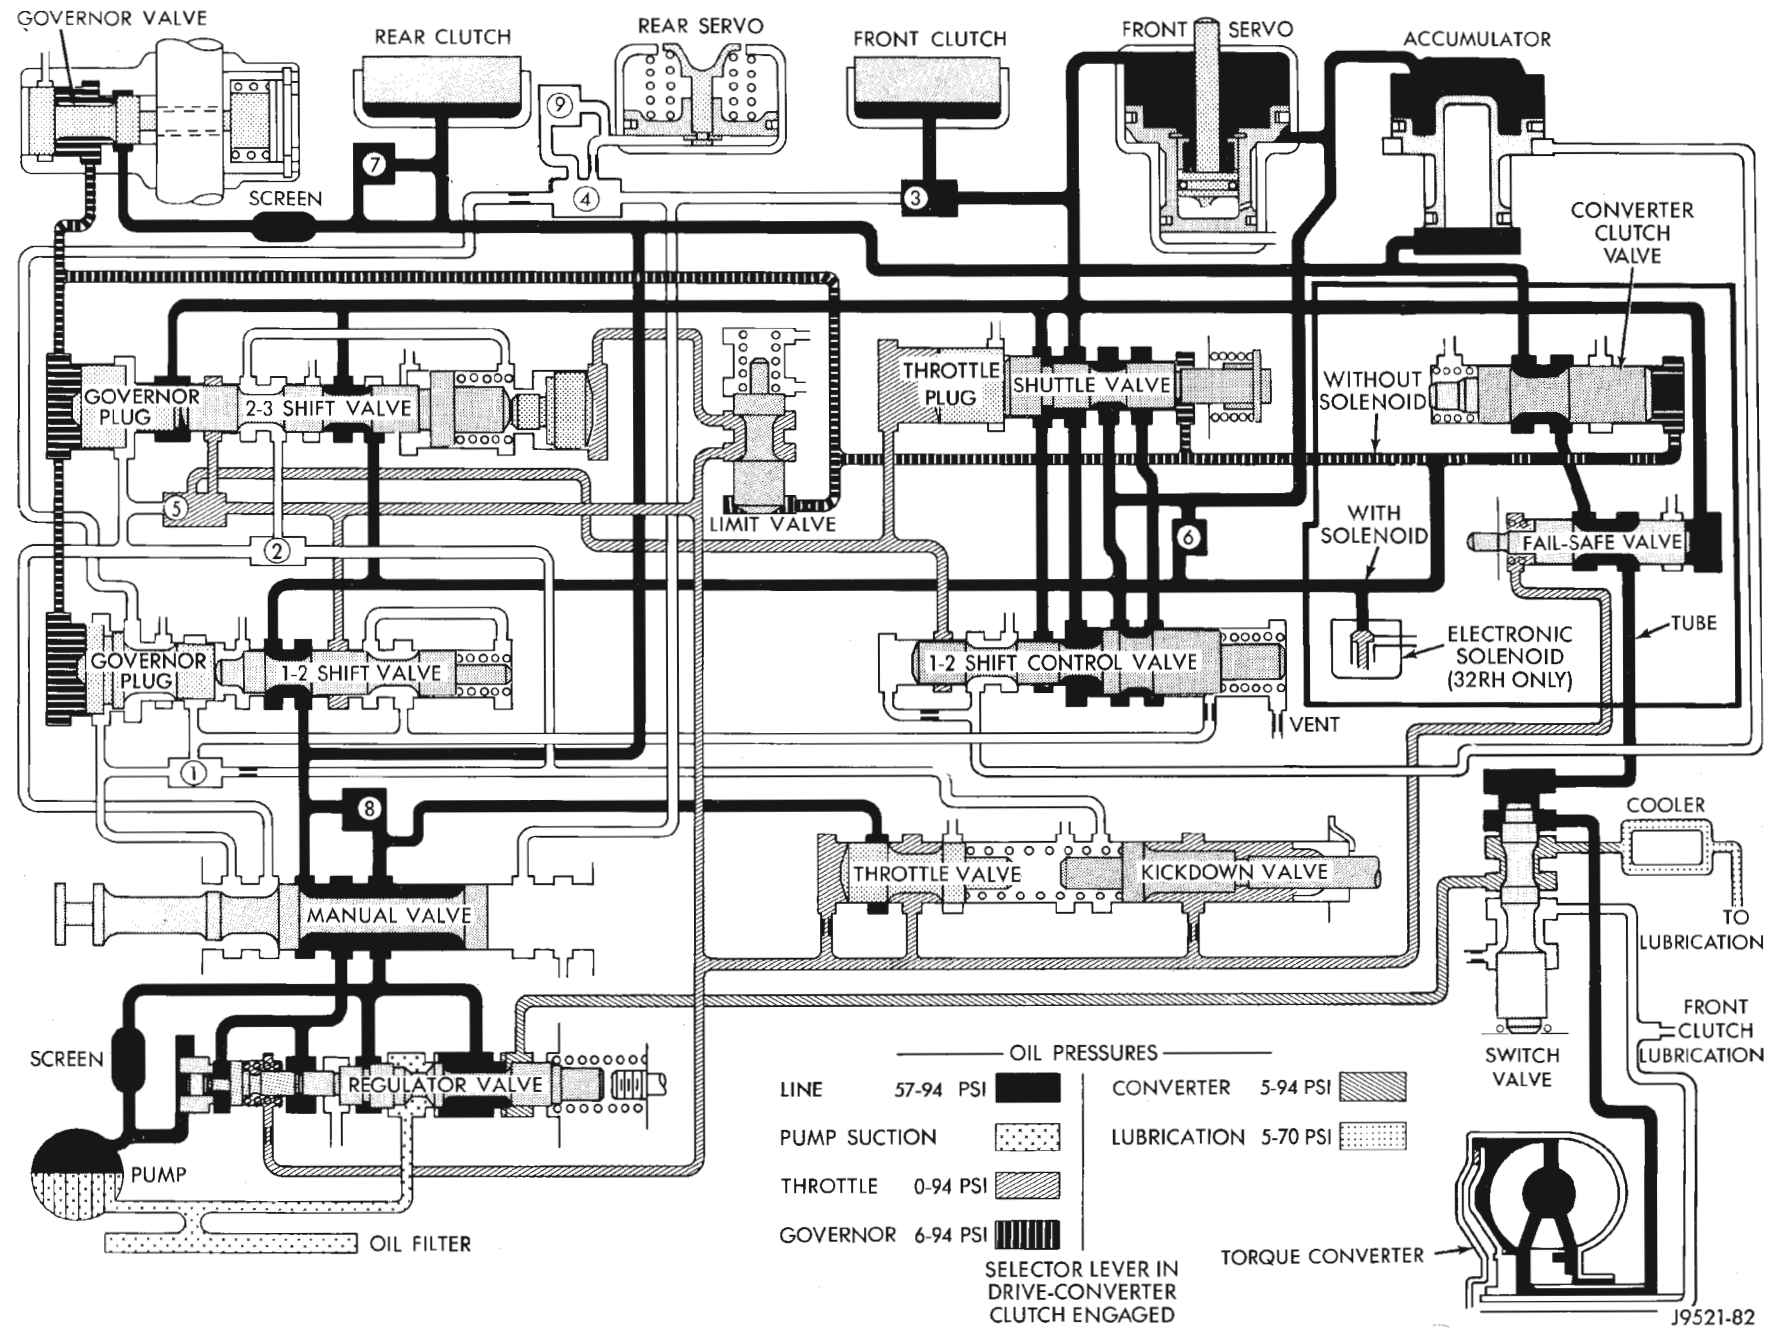 GOVERNOR VALVE
REAR CLUTCH
REAR SERVO
FRONT CLUTCH
FRONT SERVO
ACCUMULATOR
9
7
SCREEN
4
3
CONVERTER
CLUTCH
VALVE
GOVERNOR
PLUG
2-3 SHIFT VALVE
THROTTLE
PLUG
SHUTTLE VALVE
WITHOUT
SOLENOID
5
LIMIT VALVE
2
6
WITH
SOLENOID
FAIL-SAFE VALVE
TUBE
GOVERNOR
PLUG
1-2 SHIFT VALVE
1-2 SHIFT CONTROL VALVE
ELECTRONIC
SOLENOID
(32RH ONLY)
VENT
1
8
COOLER
THROTTLE VALVE
KICKDOWN VALVE
MANUAL VALVE
TO
LUBRICATION
SCREEN
REGULATOR VALVE
FRONT
CLUTCH
LUBRICATION
SWITCH
VALVE
OIL PRESSURES
LINE 57-94 PSI
CONVERTER 5-94 PSI
PUMP SUCTION
LUBRICATION 5-70 PSI
THROTTLE 0-94 PSI
GOVERNOR 6-94 PSI
PUMP
OIL FILTER
TORQUE CONVERTER
SELECTOR LEVER IN
DRIVE-CONVERTER
CLUTCH ENGAGED
J9521-82